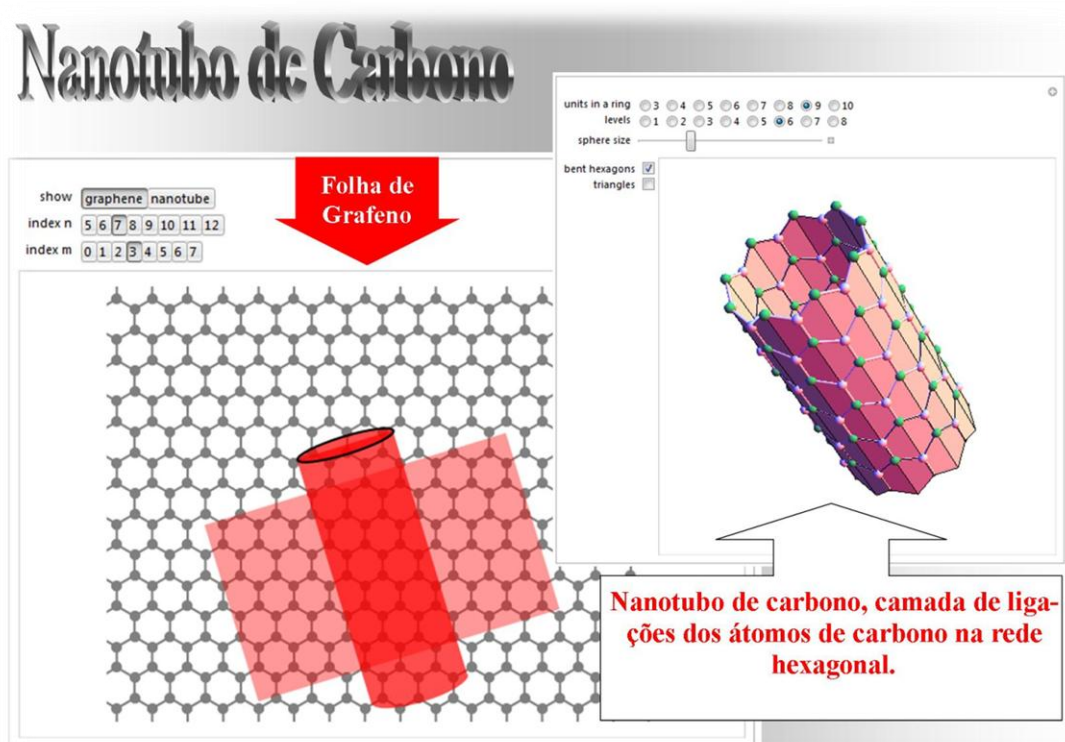 Nanotubo de Carbono
units in a ring 3 4 5 6 7 8 9 10
levels 1 2 3 4 5 6 7 8
sphere size
bent hexagons
triangles
Folha de
Grafeno
show graphene nanotube
index n 5 6 7 8 9 10 11 12
index m 0 1 2 3 4 5 6 7
Nanotubo de carbono, camada de liga-
ções dos átomos de carbono na rede
hexagonal.